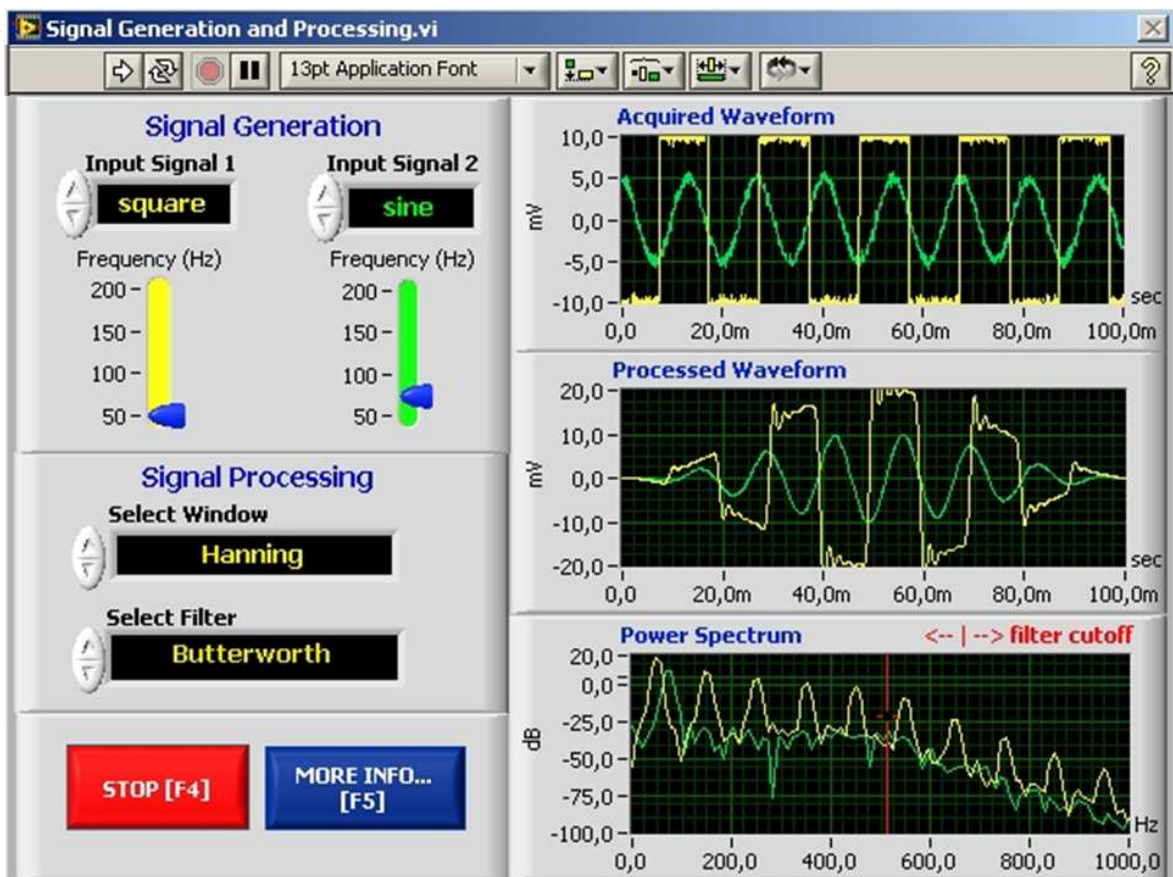 Signal Generation and Processing.vi
13pt Application Font
?
Signal Generation
Input Signal 1
square
Frequency (Hz)
200
150
100
50
Input Signal 2
sine
Frequency (Hz)
200
150
100
50
Signal Processing
Select Window
Hanning
Select Filter
Butterworth
STOP [F4]
MORE INFO...
[F5]
Acquired Waveform
10,0
5,0
0,0
-5,0
-10,0
mV
sec
0,0 20,0m 40,0m 60,0m 80,0m 100,0m
Processed Waveform
20,0
10,0
0,0
-10,0
-20,0
mV
sec
0,0 20,0m 40,0m 60,0m 80,0m 100,0m
Power Spectrum <-- | --> filter cutoff
20,0
0,0
-25,0
-50,0
-75,0
-100,0
dB
Hz
0,0 200,0 400,0 600,0 800,0 1000,0